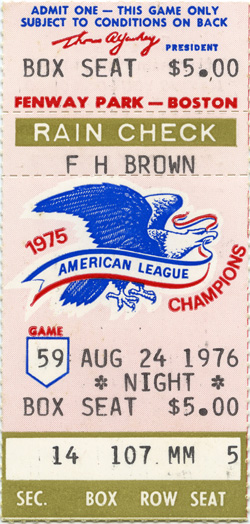 ADMIT ONE — THIS GAME ONLY
SUBJECT TO CONDITIONS ON BACK
PRESIDENT
BOX SEAT $5.00
FENWAY PARK — BOSTON
RAIN CHECK
F H BROWN
1975
AMERICAN LEAGUE
CHAMPIONS
GAME
59 AUG 24 1976
* NIGHT *
BOX SEAT $5.00
14 107 MM 5
SEC. BOX ROW SEAT